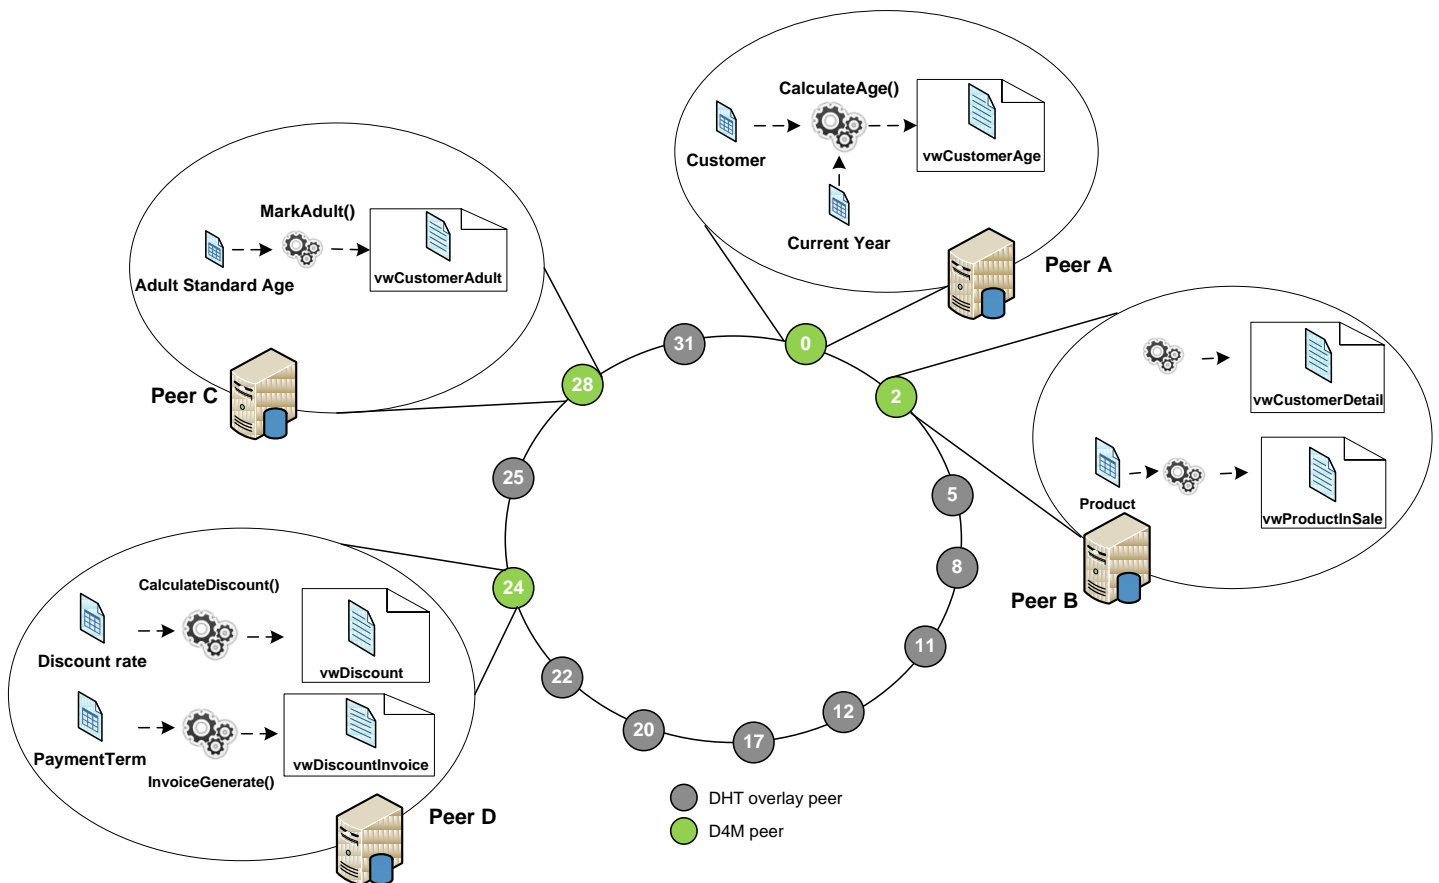 CalculateAge()
Customer
vwCustomerAge
Current Year
Peer A
MarkAdult()
Adult Standard Age
vwCustomerAdult
Peer C
31
0
28
2
vwCustomerDetail
Product
vwProductInSale
Peer B
25
5
8
24
11
22
12
20
17
CalculateDiscount()
Discount rate
vwDiscount
PaymentTerm
vwDiscountInvoice
InvoiceGenerate()
Peer D
DHT overlay peer
D4M peer